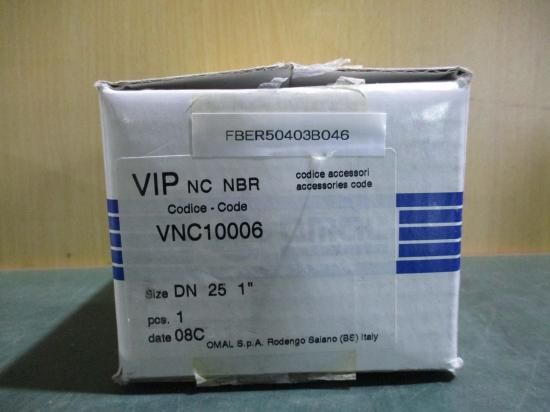 FBER50403B046
VIP NC NBR
codice accessori
accessories code
Codice - Code
VNC10006
Size DN 25 1"
pcs. 1
date 08C
OMAL S.p.A. Rodengo Saiano (BS) Italy